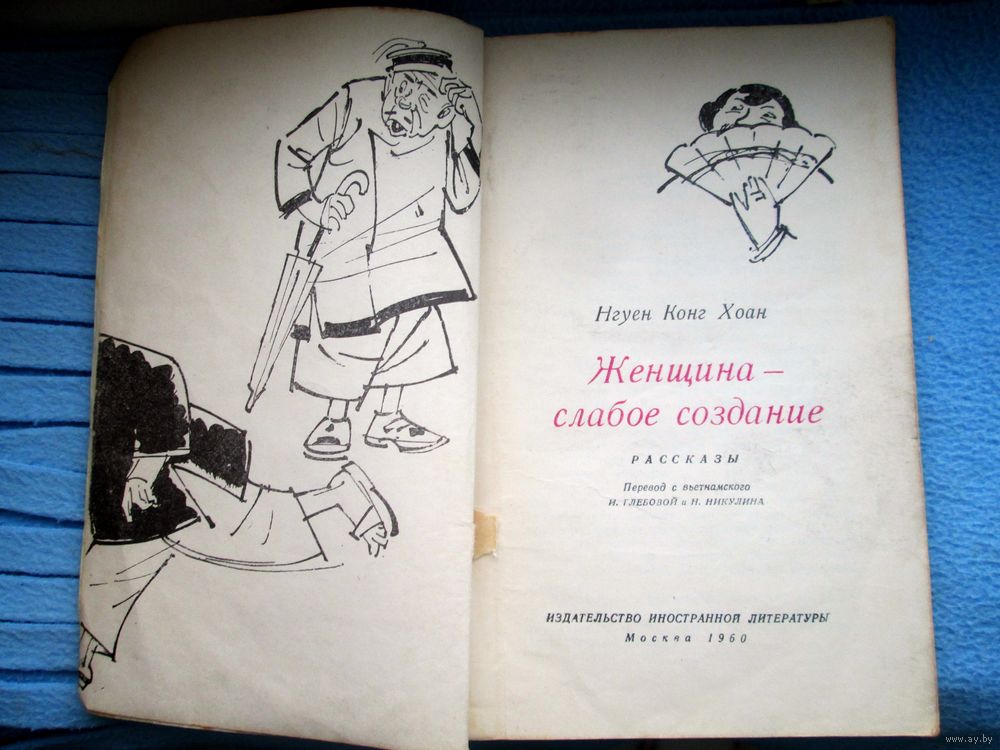 Нгуен Конг Хоан
Женщина –
слабое создание
РАССКАЗЫ
Перевод с вьетнамского
И. ГЛЕБОВОЙ и Н. НИКУЛИНА
ИЗДАТЕЛЬСТВО ИНОСТРАННОЙ ЛИТЕРАТУРЫ
Москва 1960
www.ay.by